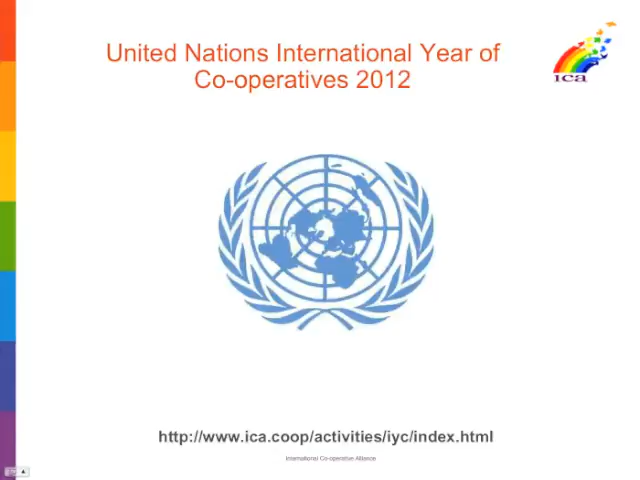 United Nations International Year of
Co-operatives 2012
ica
http://www.ica.coop/activities/iyc/index.html
International Co-operative Alliance